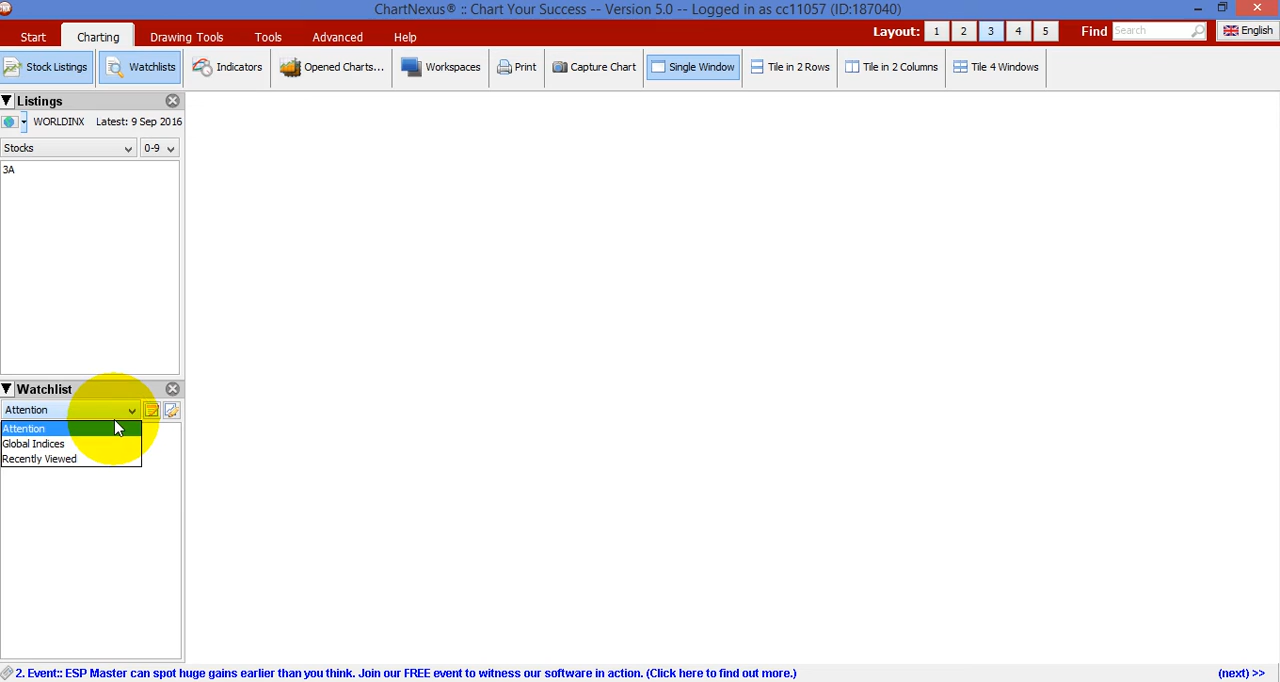 ChartNexus® :: Chart Your Success -- Version 5.0 -- Logged in as cc11057 (ID:187040)
Start Charting Drawing Tools Tools Advanced Help Layout: 1 2 3 4 5 Find Search English
Stock Listings Watchlists Indicators Opened Charts... Workspaces Print Capture Chart Single Window Tile in 2 Rows Tile in 2 Columns Tile 4 Windows
Listings
WORLDINX Latest: 9 Sep 2016
Stocks 0-9
3A
Watchlist
Attention
Attention
Global Indices
Recently Viewed
2. Event:: ESP Master can spot huge gains earlier than you think. Join our FREE event to witness our software in action. (Click here to find out more.) (next) >>